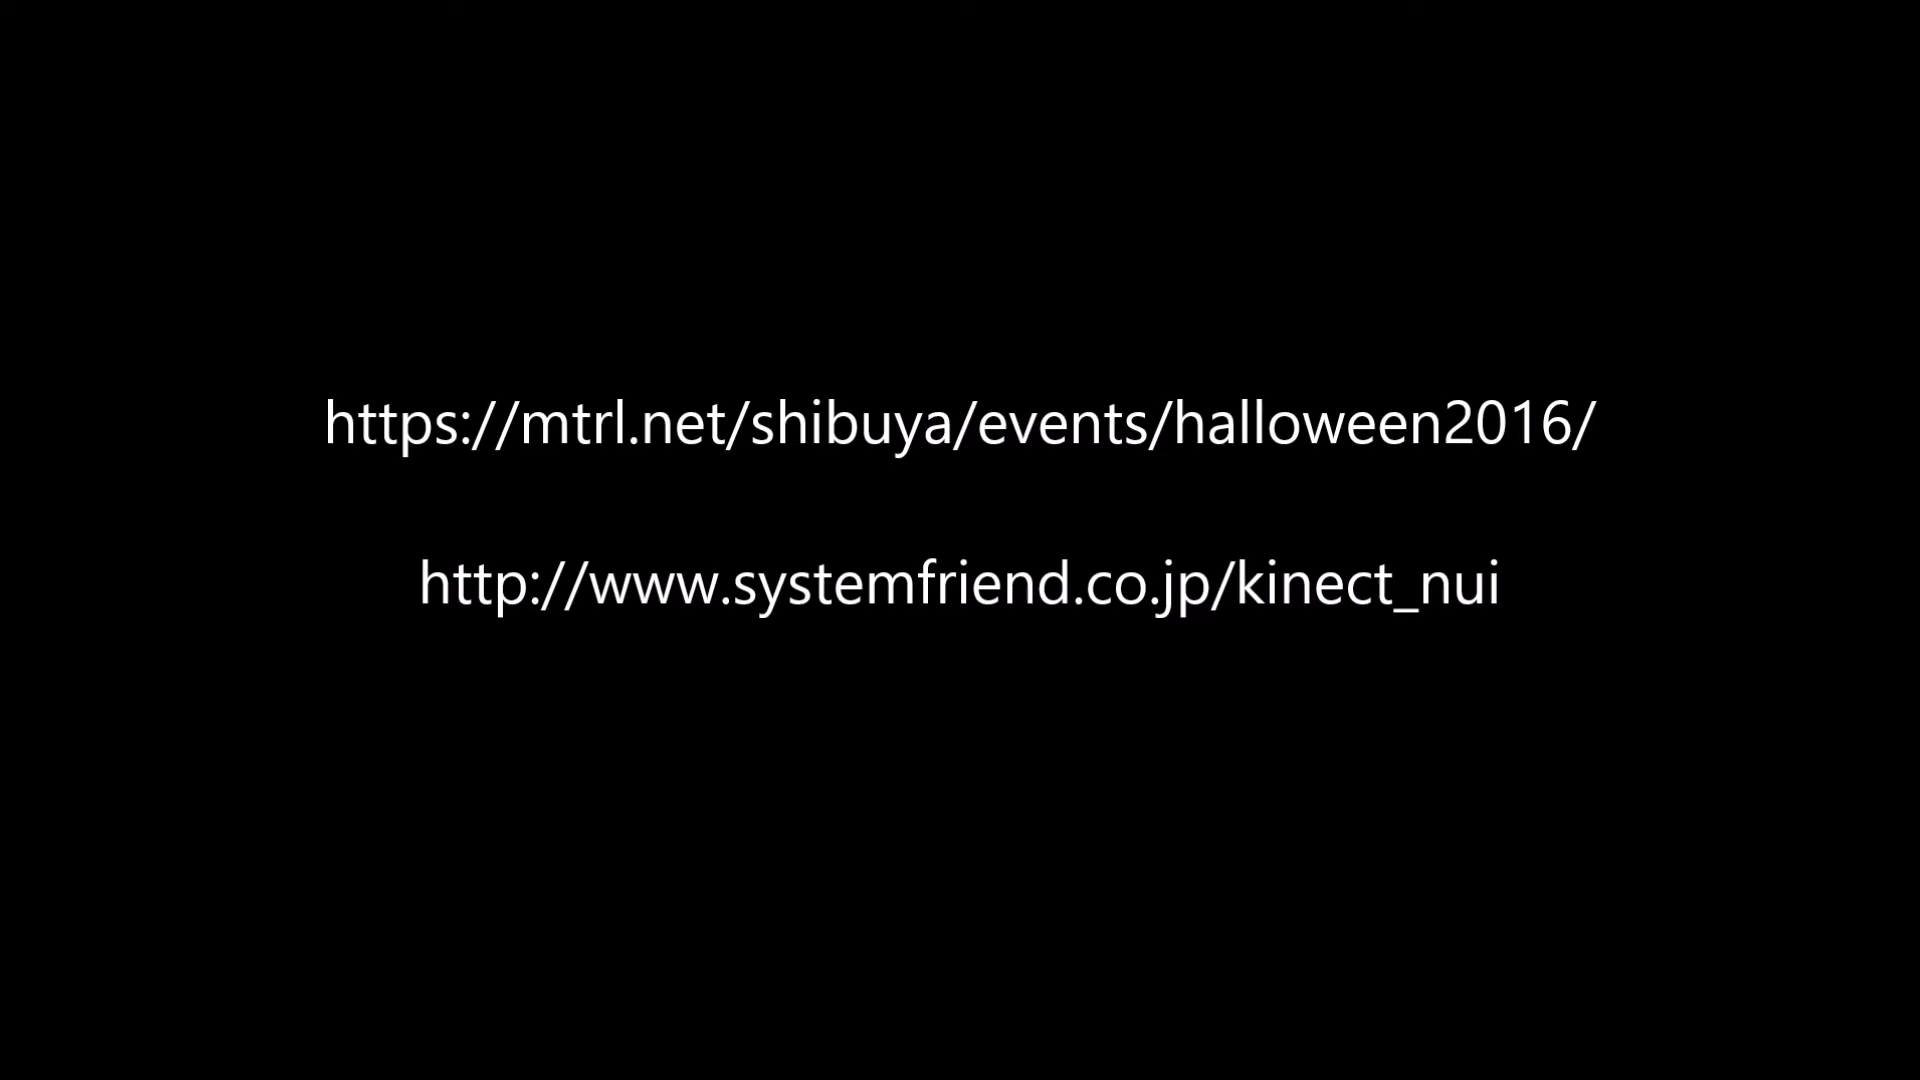 https://mtrl.net/shibuya/events/halloween2016/
http://www.systemfriend.co.jp/kinect_nui